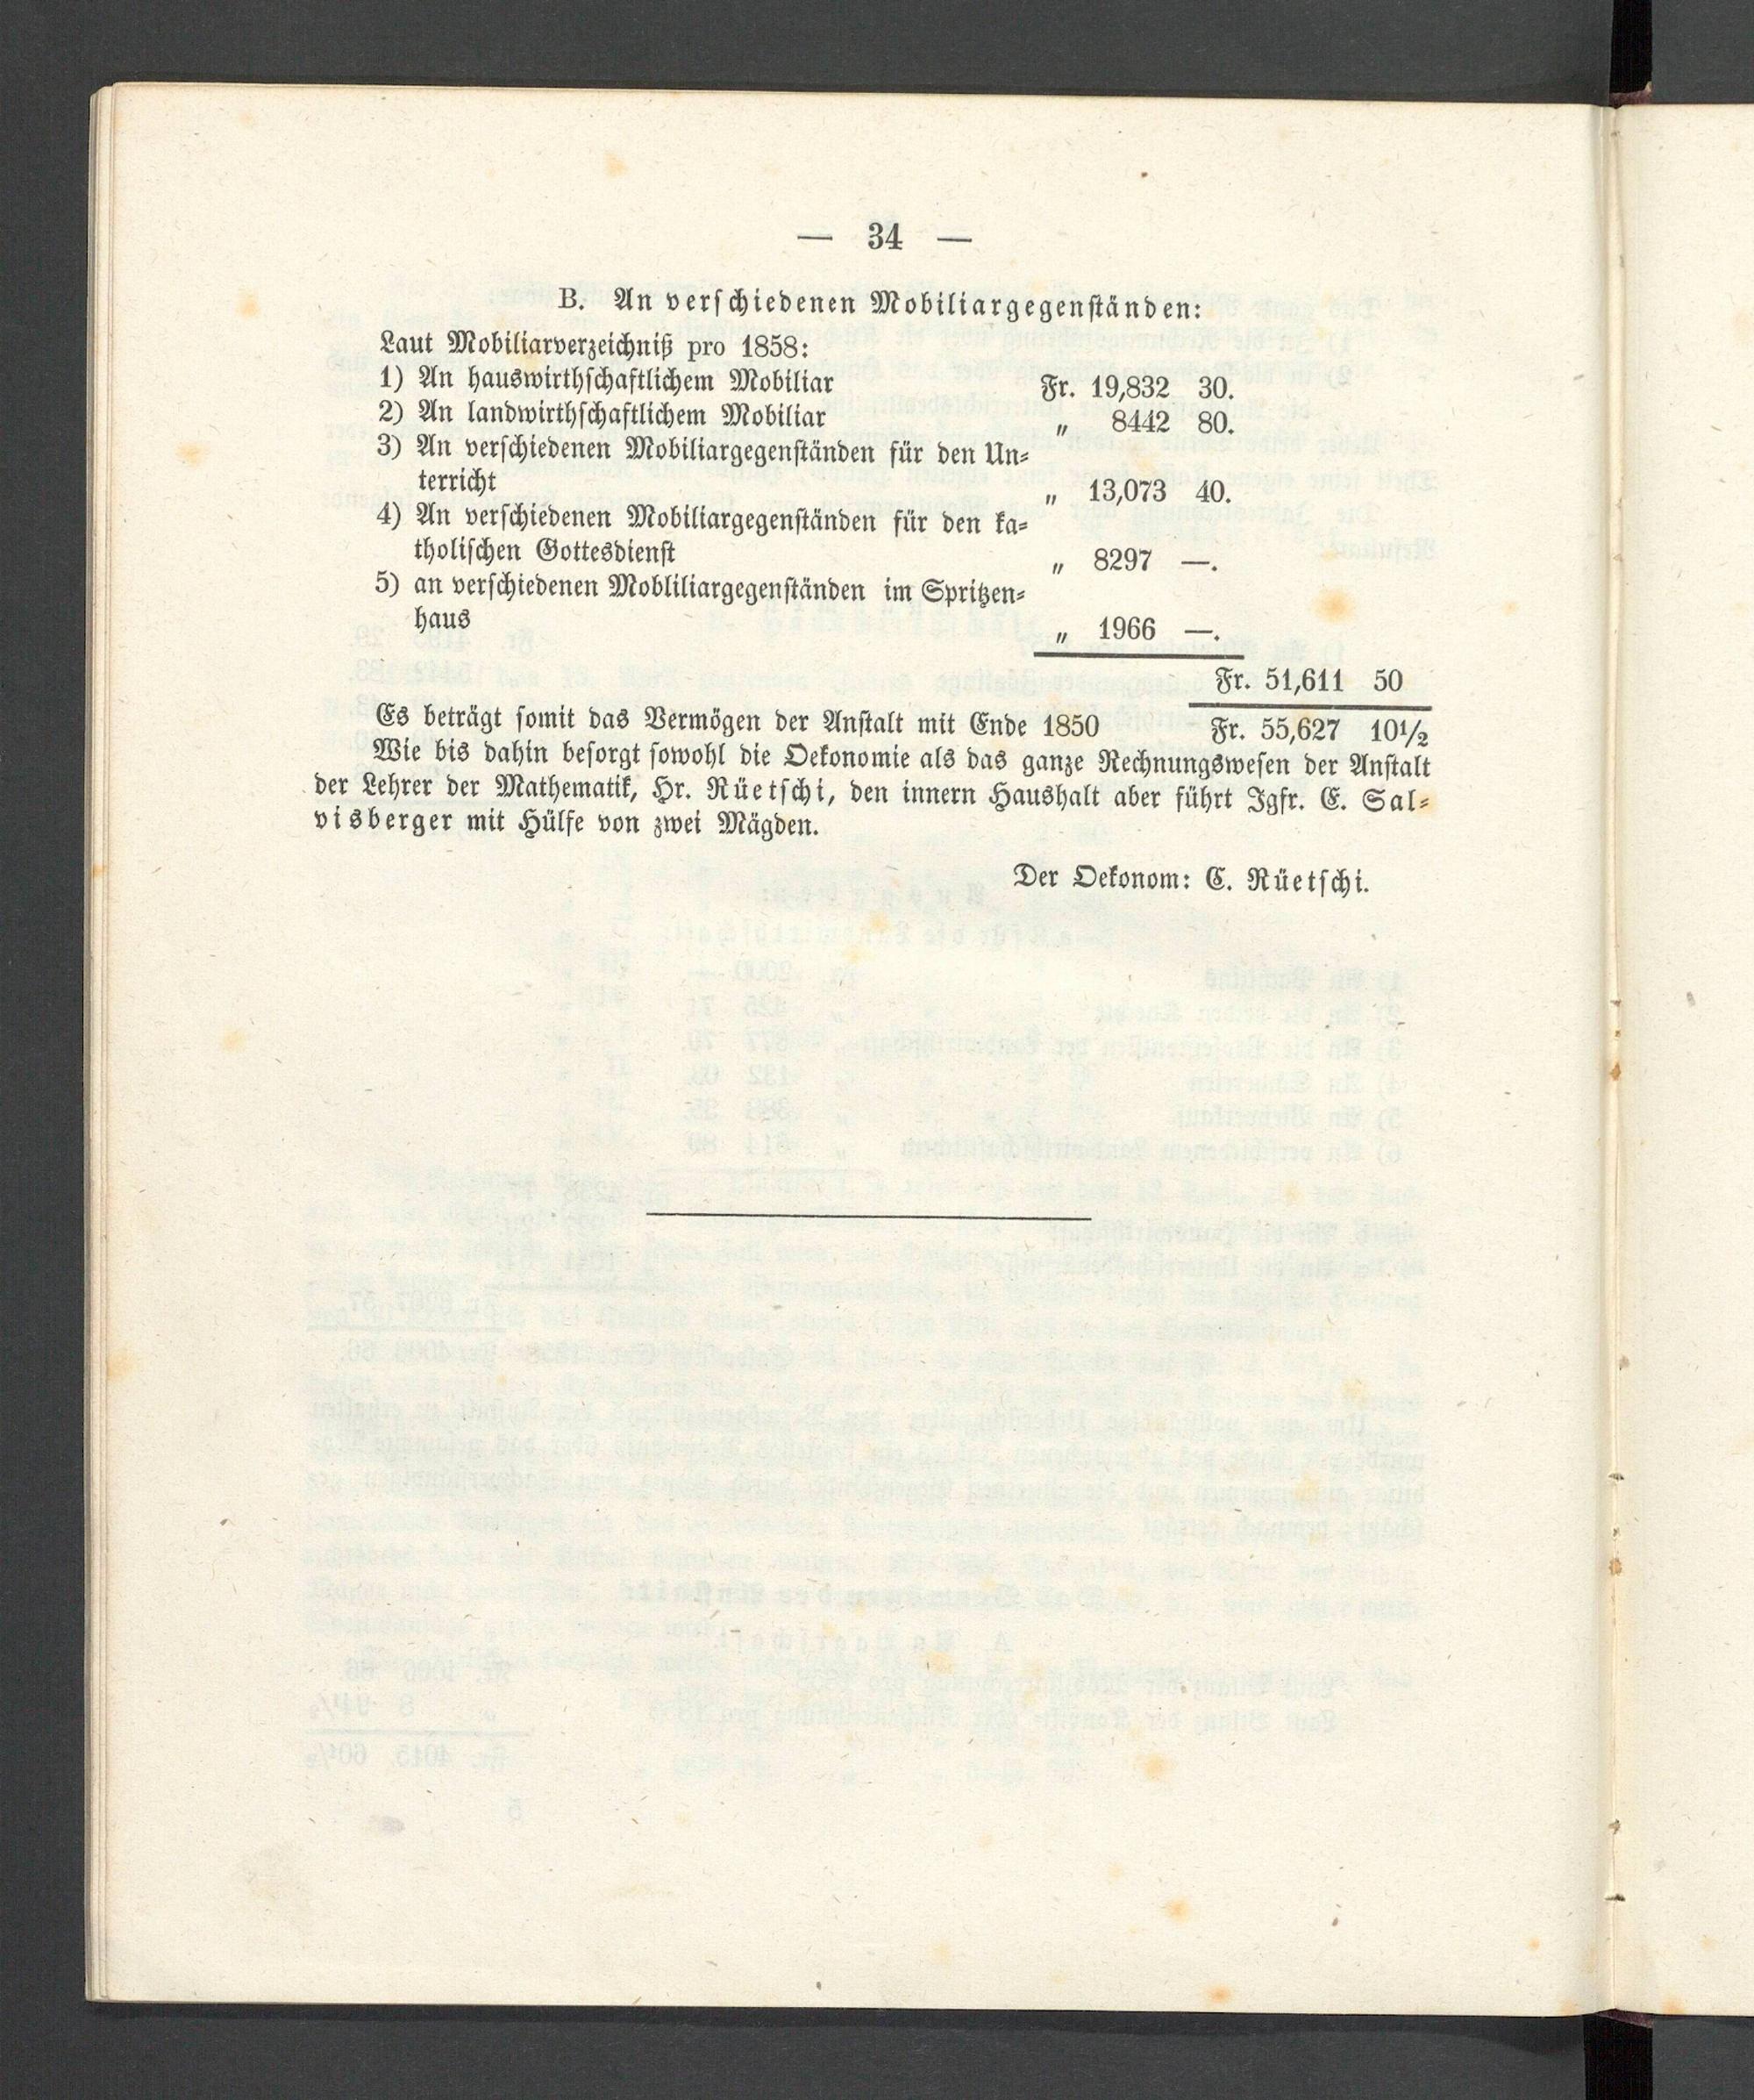 — 34 —
B. An verschiedenen Mobiliargegenständen:
Laut Mobiliarverzeichniß pro 1858:
1) An hauswirthschaftlichem Mobiliar Fr. 19,832 30.
2) An landwirthschaftlichem Mobiliar „ 8442 80.
3) An verschiedenen Mobiliargegenständen für den Un-
terricht „ 13,073 40.
4) An verschiedenen Mobiliargegenständen für den ka-
tholischen Gottesdienst „ 8297 —.
5) an verschiedenen Mobliliargegenständen im Spritzen-
haus „ 1966 —.
Fr. 51,611 50
Es beträgt somit das Vermögen der Anstalt mit Ende 1850 Fr. 55,627 10½
Wie bis dahin besorgt sowohl die Oekonomie als das ganze Rechnungswesen der Anstalt
der Lehrer der Mathematik, Hr. Rüetschi, den innern Haushalt aber führt Jgfr. E. Sal-
visberger mit Hülfe von zwei Mägden.
Der Oekonom: C. Rüetschi.